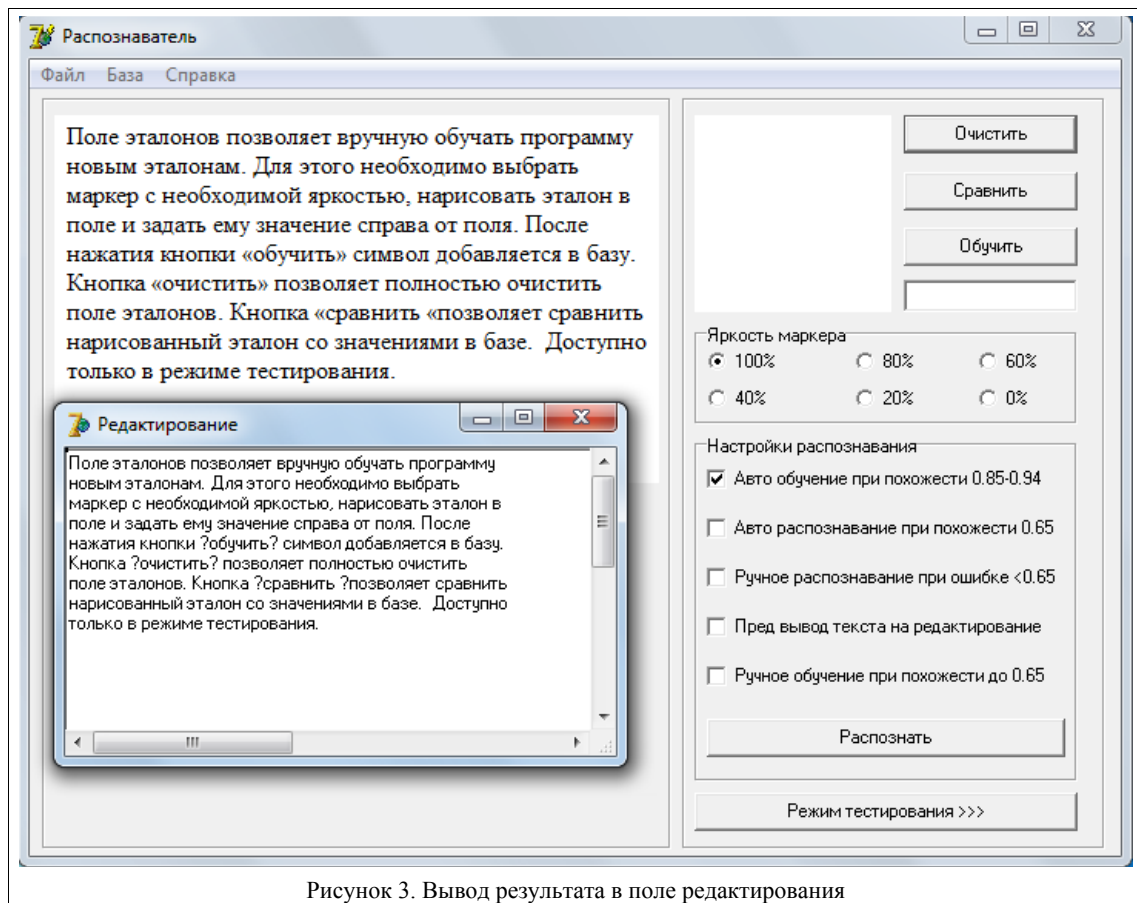 Распознаватель
Файл База Справка
Поле эталонов позволяет вручную обучать программу
новым эталонам. Для этого необходимо выбрать
маркер с необходимой яркостью, нарисовать эталон в
поле и задать ему значение справа от поля. После
нажатия кнопки «обучить» символ добавляется в базу.
Кнопка «очистить» позволяет полностью очистить
поле эталонов. Кнопка «сравнить «позволяет сравнить
нарисованный эталон со значениями в базе.  Доступно
только в режиме тестирования.
Редактирование
Поле эталонов позволяет вручную обучать программу
новым эталонам. Для этого необходимо выбрать
маркер с необходимой яркостью, нарисовать эталон в
поле и задать ему значение справа от поля. После
нажатия кнопки ?обучить? символ добавляется в базу.
Кнопка ?очистить? позволяет полностью очистить
поле эталонов. Кнопка ?сравнить ?позволяет сравнить
нарисованный эталон со значениями в базе.  Доступно
только в режиме тестирования.
Очистить
Сравнить
Обучить
Яркость маркера
100% 80% 60%
40% 20% 0%
Настройки распознавания
Авто обучение при похожести 0.85-0.94
Авто распознавание при похожести 0.65
Ручное распознавание при ошибке <0.65
Пред вывод текста на редактирование
Ручное обучение при похожести до 0.65
Распознать
Режим тестирования >>>
Рисунок 3. Вывод результата в поле редактирования